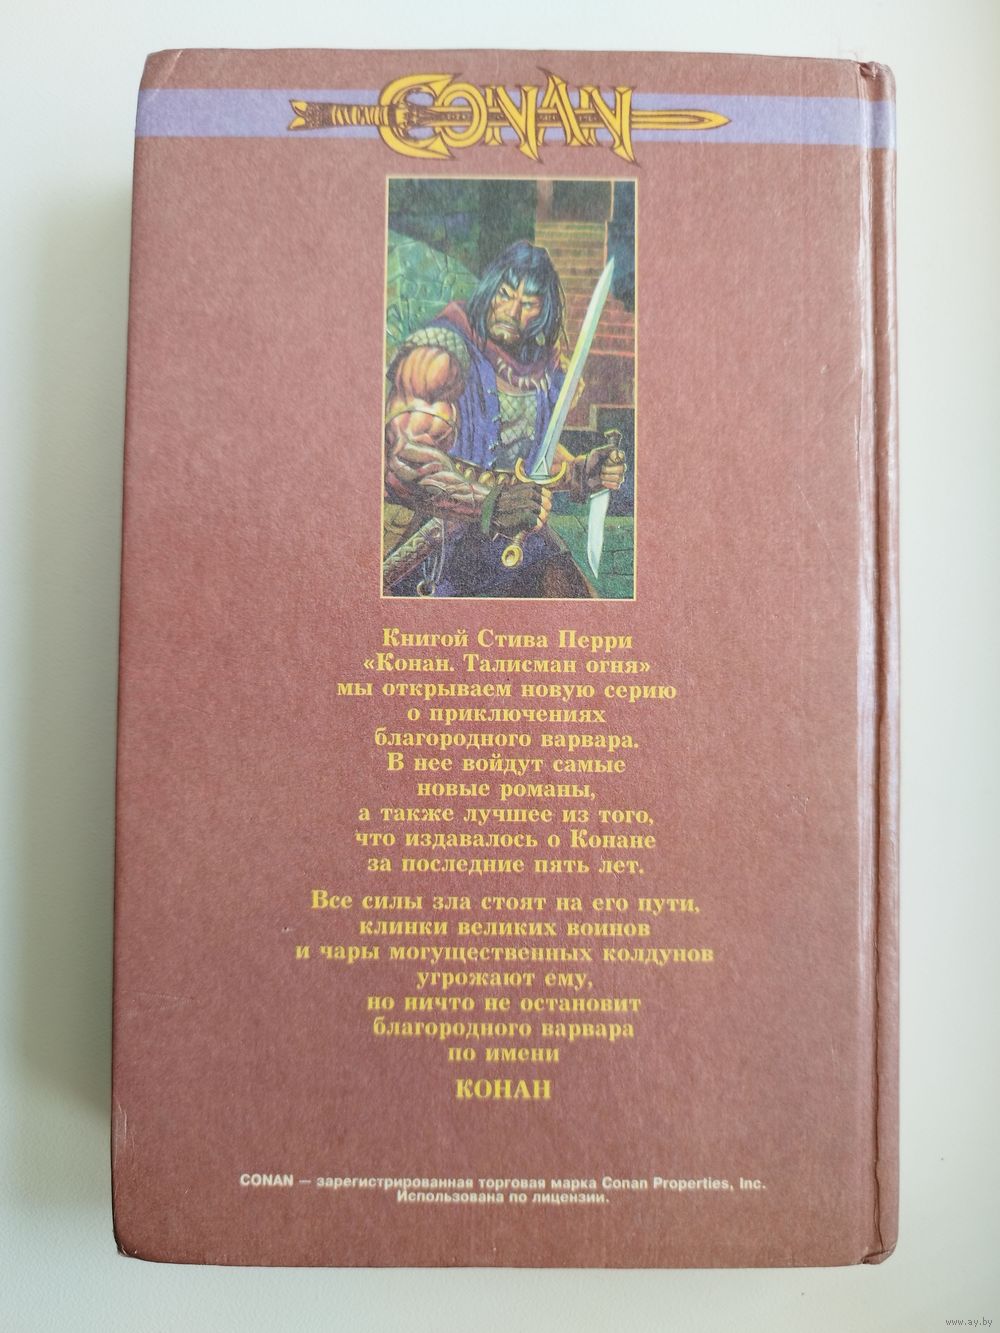 CONAN
Книгой Стива Перри
«Конан. Талисман огня»
мы открываем новую серию
о приключениях
благородного варвара.
В нее войдут самые
новые романы,
а также лучшее из того,
что издавалось о Конане
за последние пять лет.
Все силы зла стоят на его пути,
клинки великих воинов
и чары могущественных колдунов
угрожают ему,
но ничто не остановит
благородного варвара
по имени
КОНАН
CONAN — зарегистрированная торговая марка Conan Properties, Inc.
Использована по лицензии.
www.ay.by